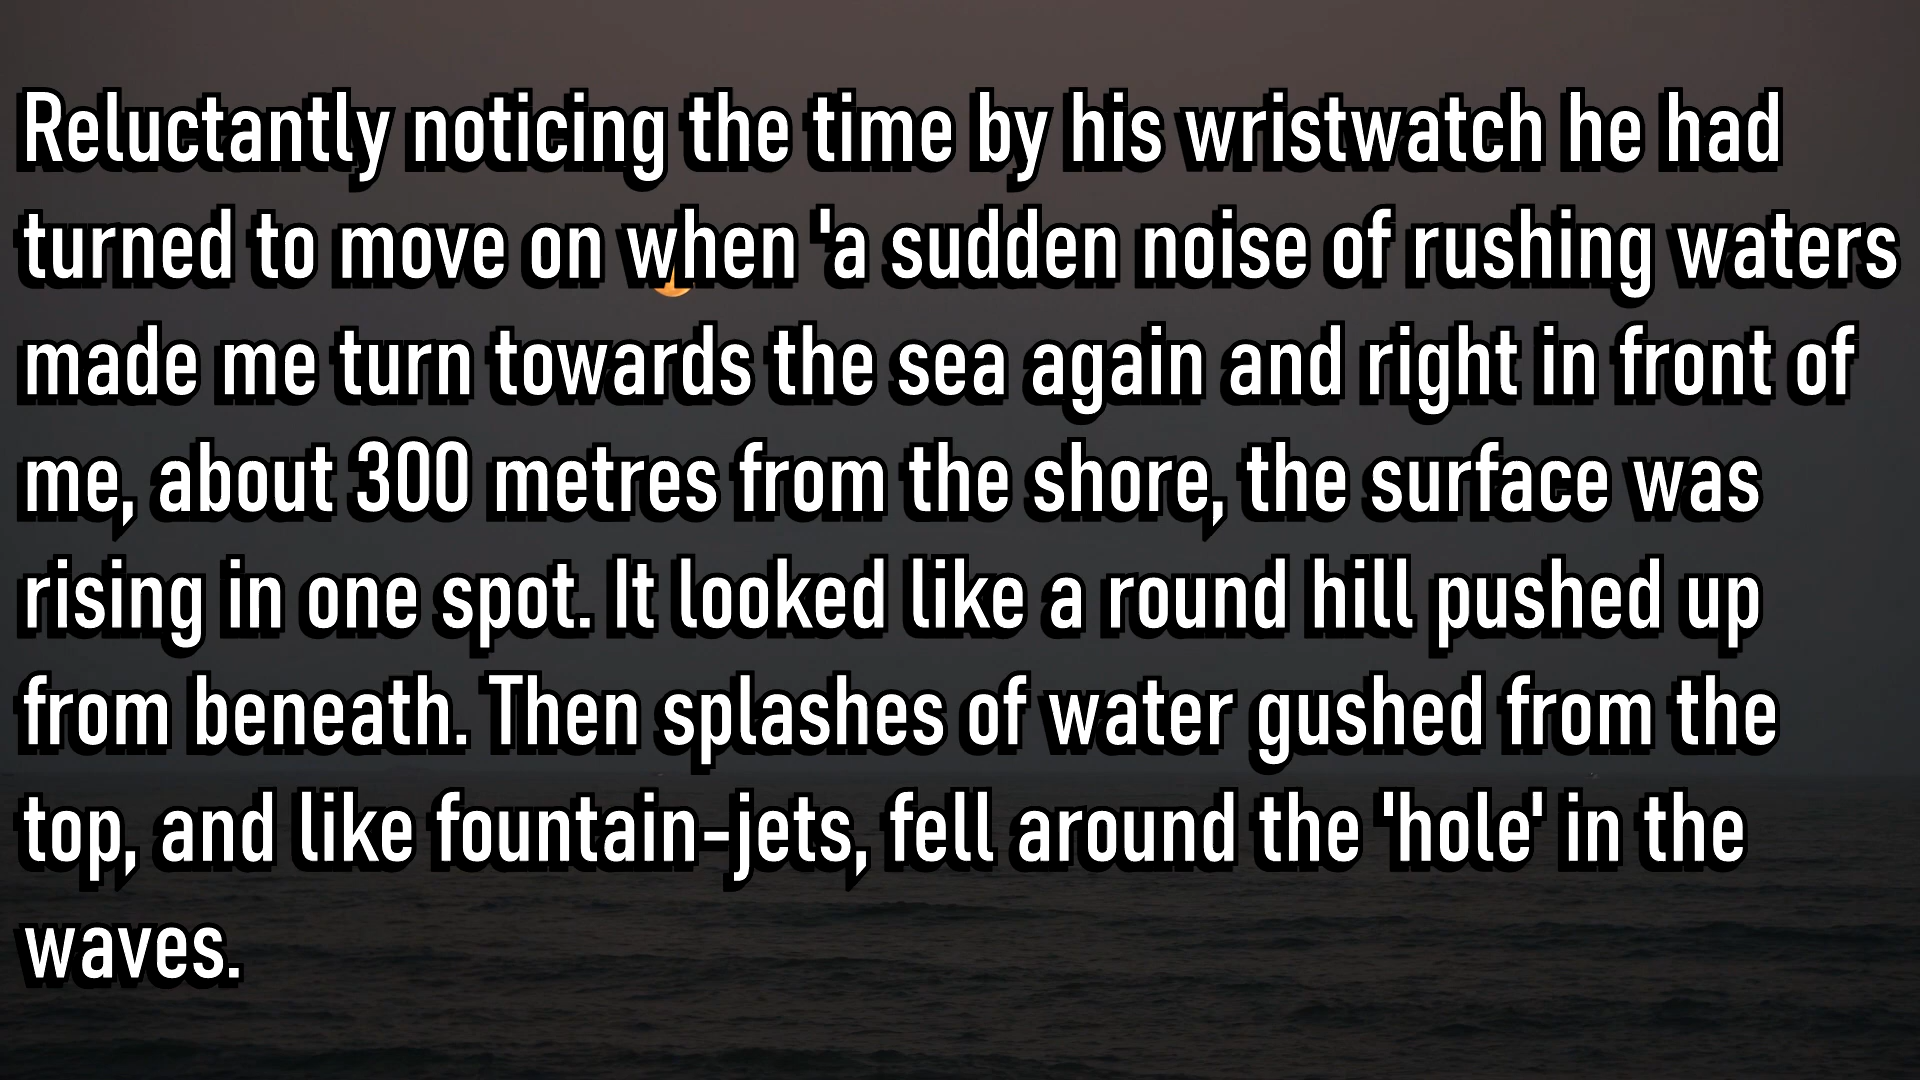 Reluctantly noticing the time by his wristwatch he had
turned to move on when 'a sudden noise of rushing waters
made me turn towards the sea again and right in front of
me, about 300 metres from the shore, the surface was
rising in one spot. It looked like a round hill pushed up
from beneath. Then splashes of water gushed from the
top, and like fountain-jets, fell around the 'hole' in the
waves.